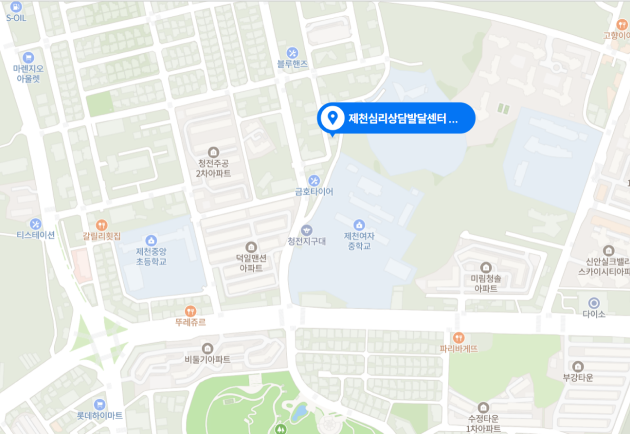 S-OIL
마렌지오
아울렛
블루핸즈
고향이야
제천심리상담발달센터 ...
청전주공
2차아파트
금호타이어
티스테이션
갈릴리횟집
제천중앙
초등학교
덕일맨션
아파트
청전지구대
제천여자
중학교
미림청솔
아파트
신안실크밸리
스카이시티아파
다이소
뚜레쥬르
비둘기아파트
파리바게뜨
부강타운
롯데하이마트
수정타운
1차아파트